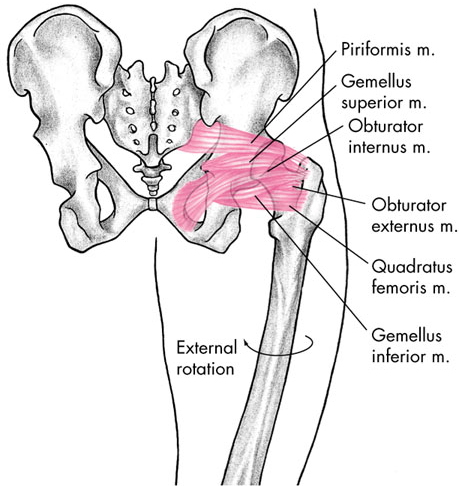 Piriformis m.
Gemellus
superior m.
Obturator
internus m.
Obturator
externus m.
Quadratus
femoris m.
Gemellus
inferior m.
External
rotation